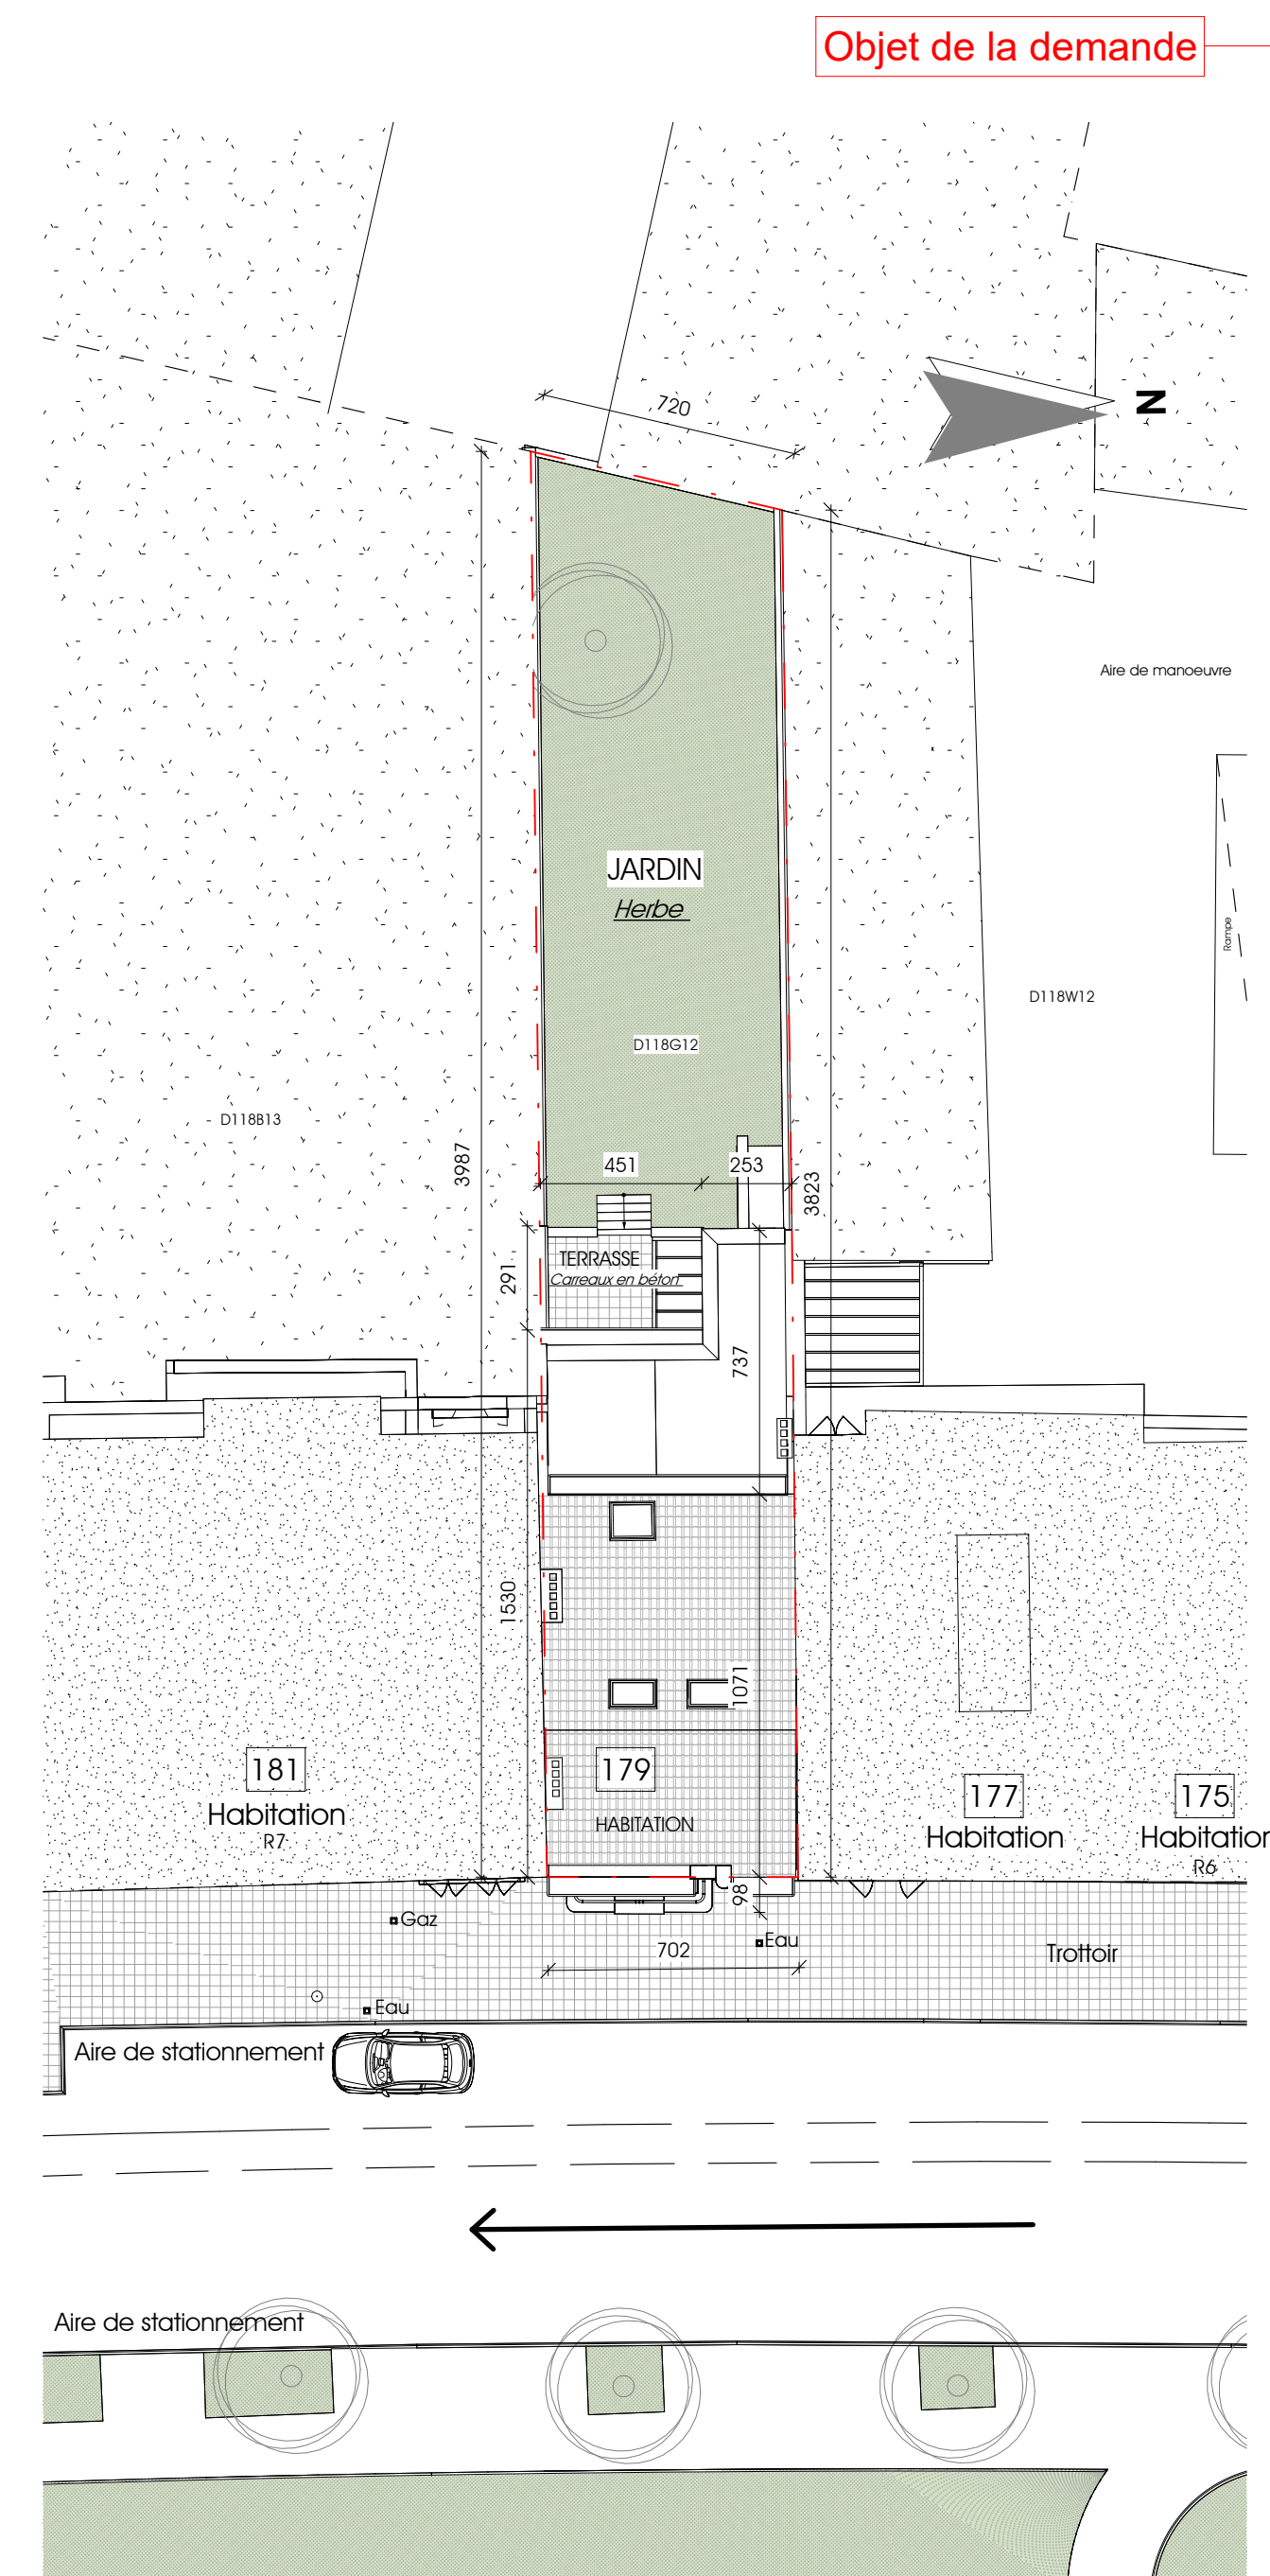 Objet de la demande
N
720
Aire de manoeuvre
JARDIN
Herbe
Rampe
D118W12
D118G12
D118B13
3987
451
253
3823
TERRASSE
Carreaux en béton
291
737
1530
1071
181
Habitation
R7
179
HABITATION
177
Habitation
175
Habitation
R6
98
Gaz
Eau
702
Trottoir
Eau
Aire de stationnement
Aire de stationnement